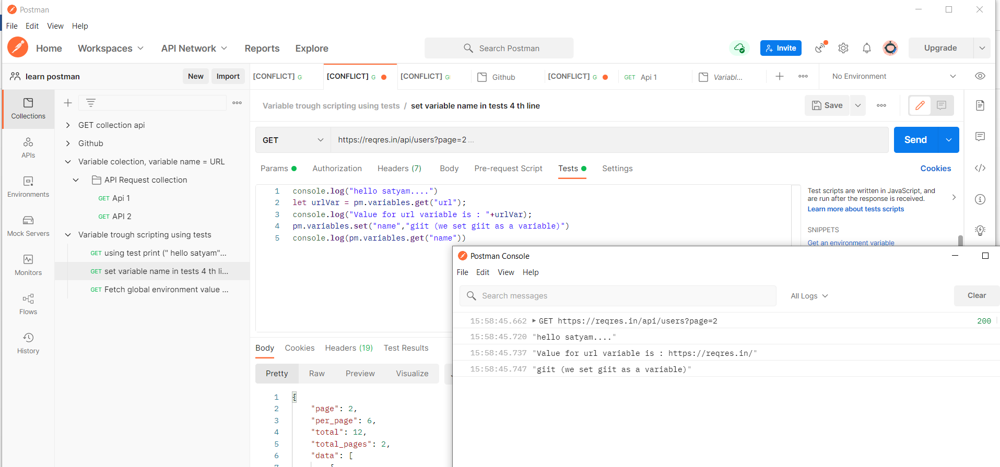 Postman
File Edit View Help
Home Workspaces API Network Reports Explore Search Postman Invite Upgrade
learn postman New Import [CONFLICT] G [CONFLICT] G [CONFLICT] GI Github [CONFLICT] G GET Api 1 Variabl... No Environment
Collections
APIs
Environments
Mock Servers
Monitors
Flows
History
GET collection api
Github
Variable colection, variable name = URL
API Request collection
GET Api 1
GET API 2
Variable trough scripting using tests
GET using test print (" hello satyam"...
GET set variable name in tests 4 th li...
GET Fetch global environment value ...
Variable trough scripting using tests / set variable name in tests 4 th line Save
GET https://reqres.in/api/users?page=2 ... Send
Params Authorization Headers (7) Body Pre-request Script Tests Settings Cookies
1 console.log("hello satyam....")
2 let urlVar = pm.variables.get("url");
3 console.log("Value for url variable is : "+urlVar);
4 pm.variables.set("name","giit (we set giit as a variable)")
5 console.log(pm.variables.get("name"))
Test scripts are written in JavaScript, and
are run after the response is received.
Learn more about tests scripts
SNIPPETS
Get an environment variable
Body Cookies Headers (19) Test Results
Pretty Raw Preview Visualize
1 {
2 "page": 2,
3 "per_page": 6,
4 "total": 12,
5 "total_pages": 2,
6 "data": [
7 {
Postman Console
File Edit View Help
Search messages All Logs Clear
15:58:45.662 GET https://reqres.in/api/users?page=2 200
15:58:45.720 "hello satyam...."
15:58:45.737 "Value for url variable is : https://reqres.in/"
15:58:45.747 "giit (we set giit as a variable)"